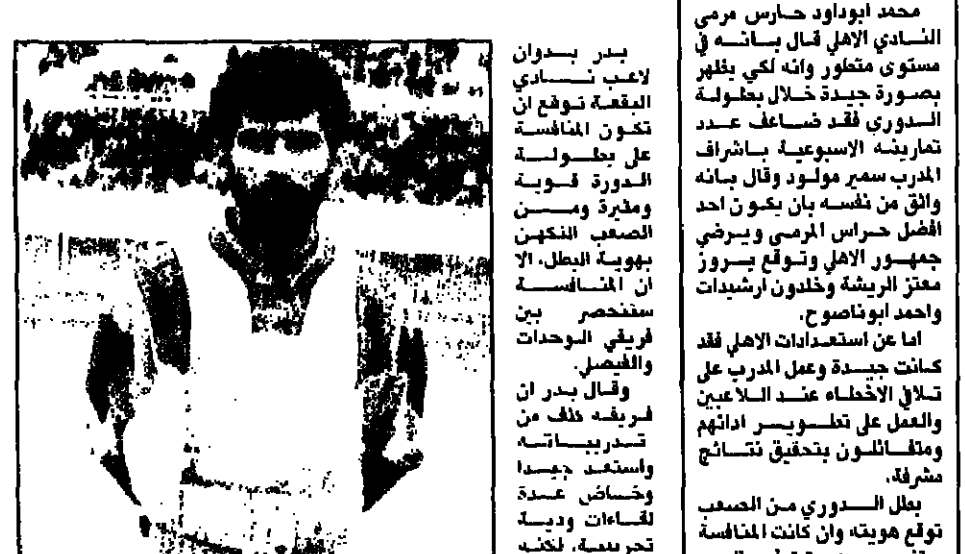 محمد ابوداود حارس مرمي
النادي الاهلي قال بانه في
مستوى متطور وانه لكي يظهر
بصورة جيدة خلال بطولة
الدوري فقد ضاعف عدد
تمارينه الاسبوعية باشراف
المدرب سمير مولود وقال بانه
واثق من نفسه بان يكون احد
افضل حراس المرمى ويرضي
جمهور الاهلي وتوقع بروز
معتز الريشة وخلدون ارشيدات
واحمد ابوناصوح.
اما عن استعدادات الاهلي فقد
كانت جيدة وعمل المدرب على
تلافي الاخطاء عند اللاعبين
والعمل على تطوير ادائهم
ومتفائلون بتحقيق نتائج
مشرفة.
بطل الدوري من الصعب
توقع هويته وان كانت المنافسة
بدر بدوان
لاعب نادي
البقعة توقع ان
تكون المنافسة
على بطولة
الدورة قوية
ومثيرة ومن
الصعب التكهن
بهوية البطل، الا
ان المنافسة
ستنحصر بين
فريقي الوحدات
والفيصلي.
وقال بدر ان
فريقه كثف من
تدريباته
واستعد جيدا
وخاض عدة
لقاءات ودية
تجريبية، لكنه